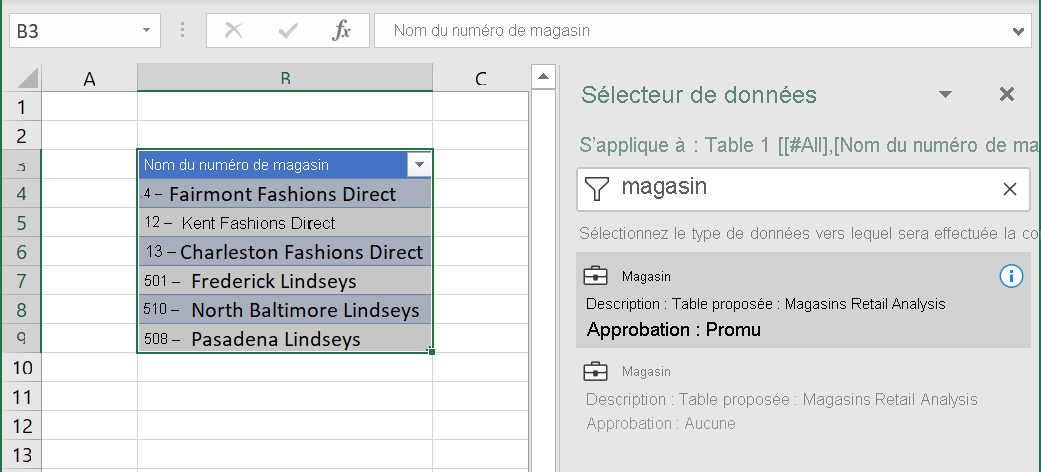 B3
fx
Nom du numéro de magasin
A B C
1
2
3 Nom du numéro de magasin
4 .4 – Fairmont Fashions Direct
5 12 – Kent Fashions Direct
6 13 – Charleston Fashions Direct
7 501 – Frederick Lindseys
8 510 – North Baltimore Lindseys
9 508 – Pasadena Lindseys
10
11
12
13
Sélecteur de données
S’applique à : Table 1 [[#All],[Nom du numéro de ma
magasin
Sélectionnez le type de données vers lequel sera effectuée la co
Magasin
Description : Table proposée : Magasins Retail Analysis
Approbation : Promu
Magasin
Description : Table proposée : Magasins Retail Analysis
Approbation : Aucune